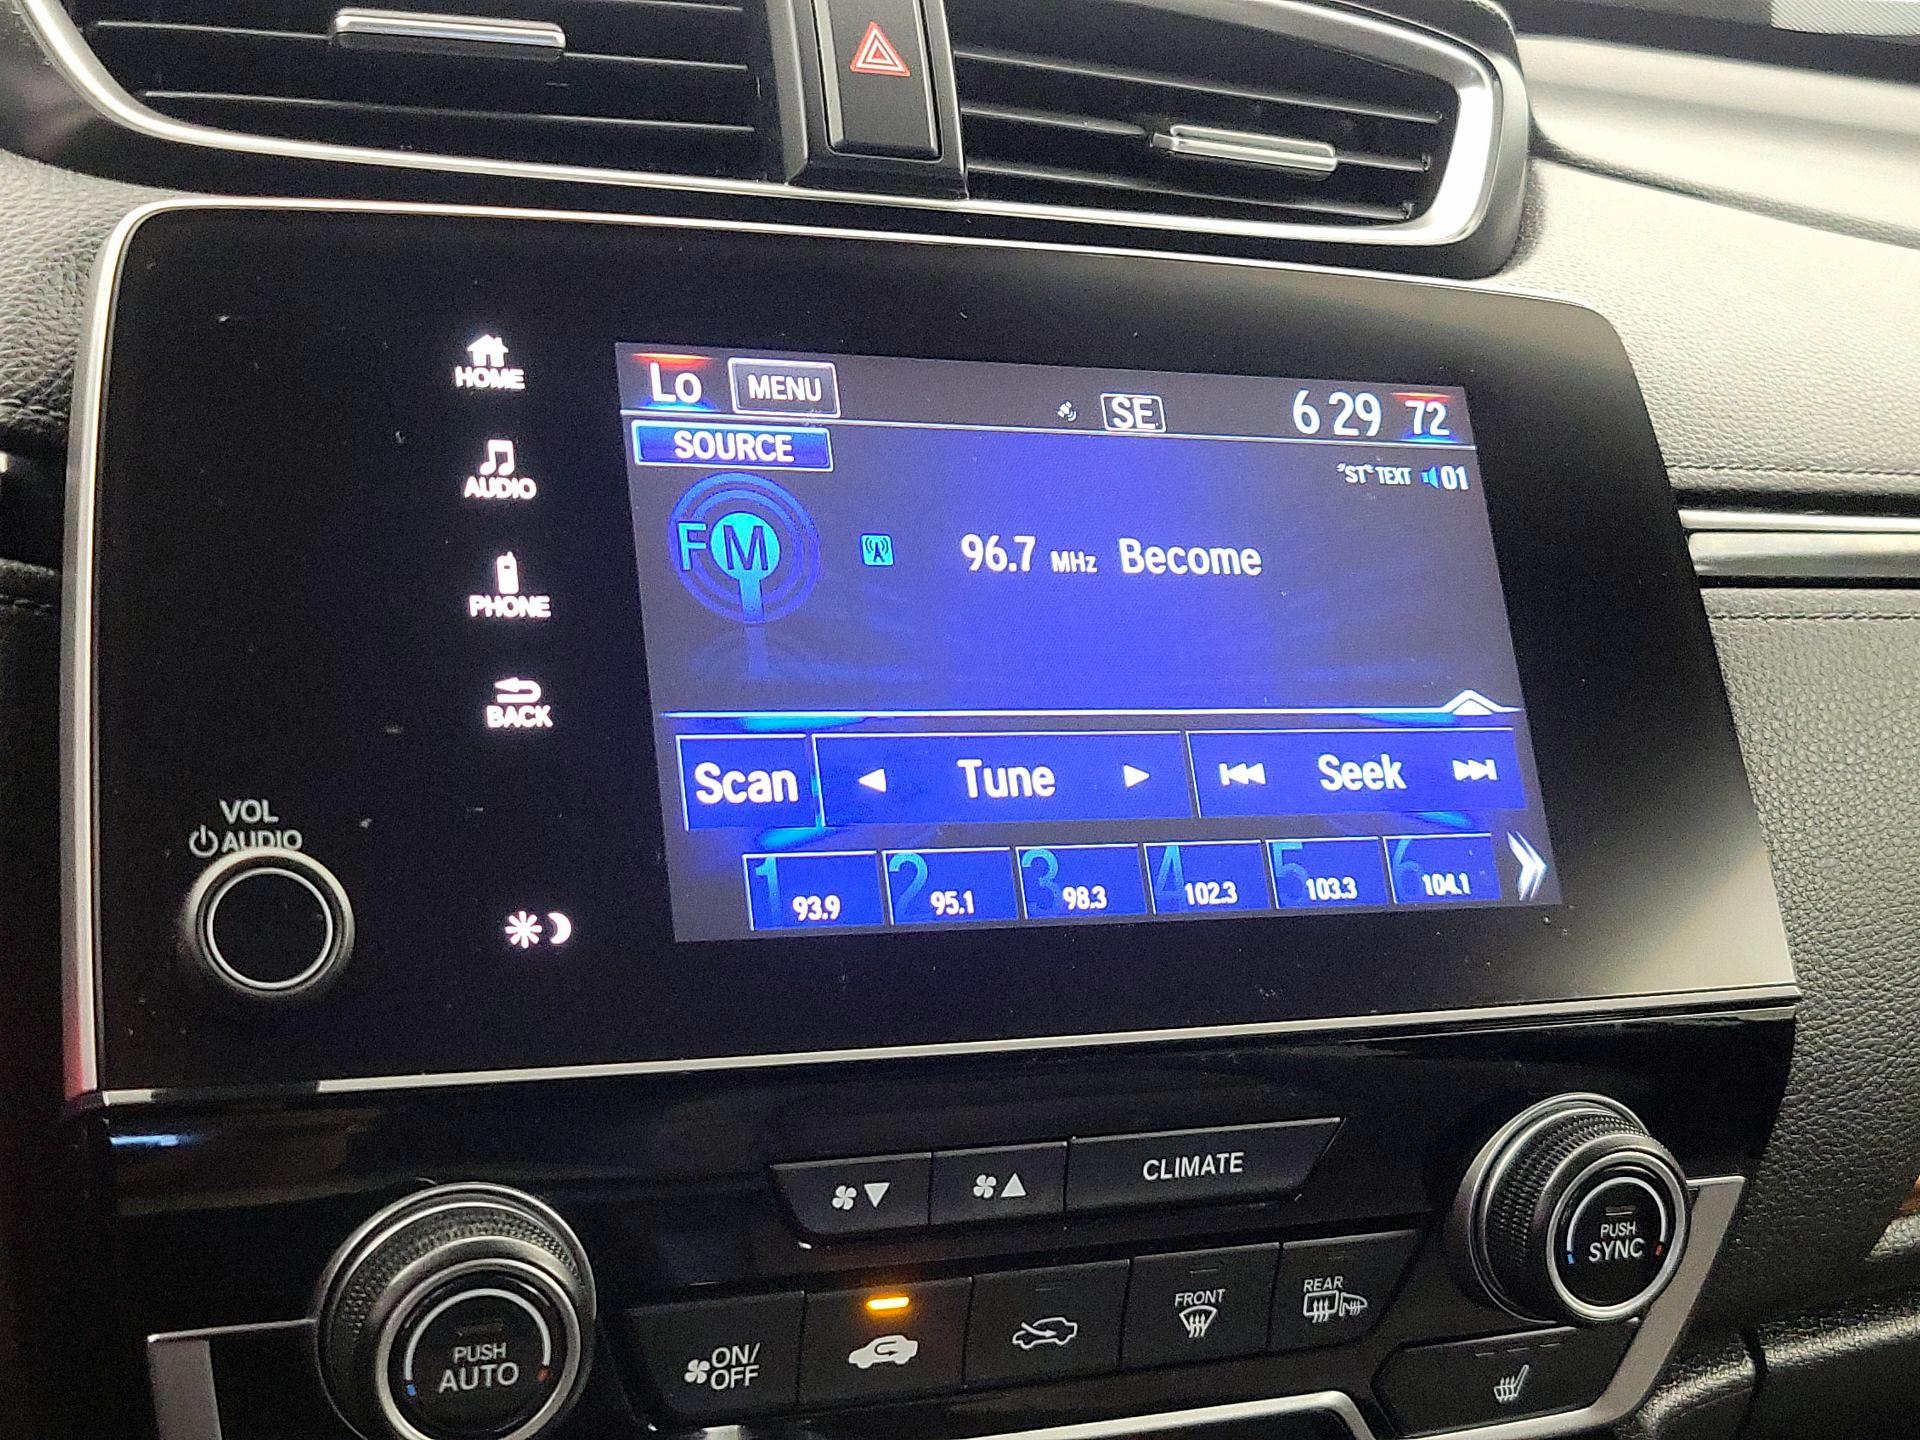 HOME
AUDIO
PHONE
BACK
VOL
AUDIO
Lo MENU SE 6 29 72
SOURCE
ST TEXT 01
FM 96.7 MHz Become
Scan Tune Seek
1 93.9 2 95.1 3 98.3 4 102.3 5 103.3 6 104.1
CLIMATE
PUSH
SYNC
PUSH
AUTO
ON/
OFF
FRONT
REAR